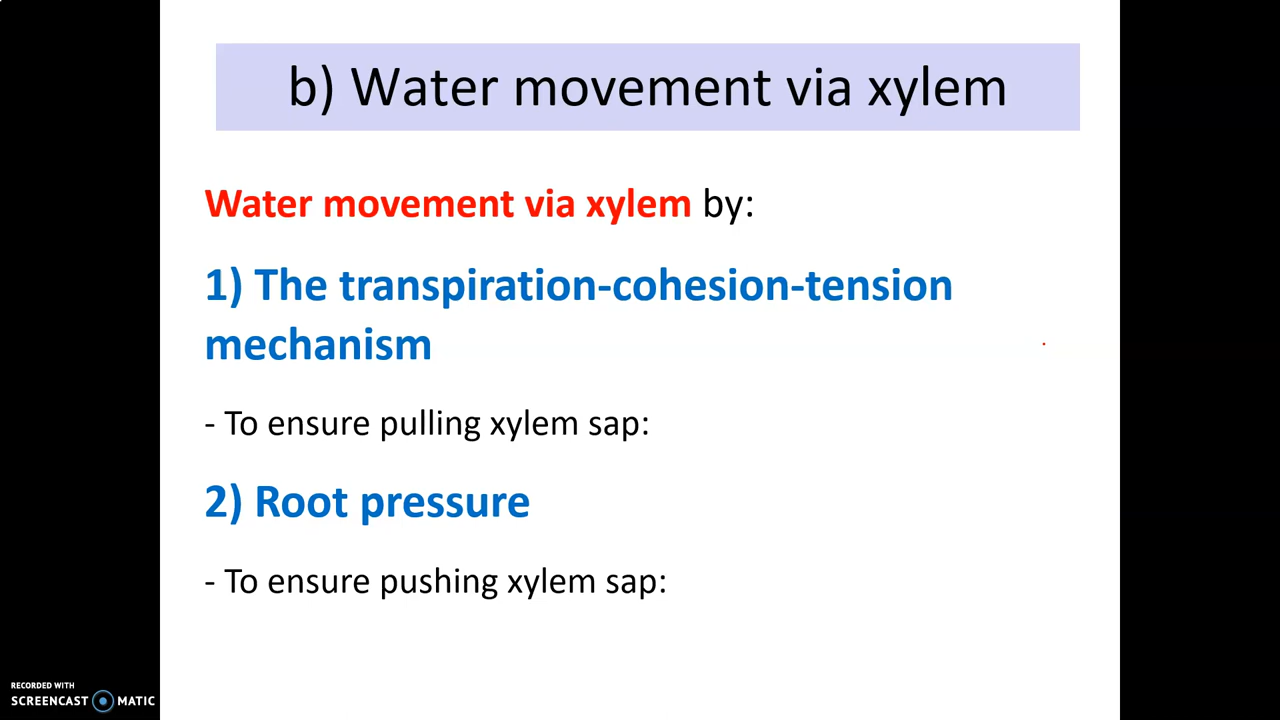 b) Water movement via xylem
Water movement via xylem by:
1) The transpiration-cohesion-tension
mechanism
- To ensure pulling xylem sap:
2) Root pressure
- To ensure pushing xylem sap:
RECORDED WITH
SCREENCAST MATIC